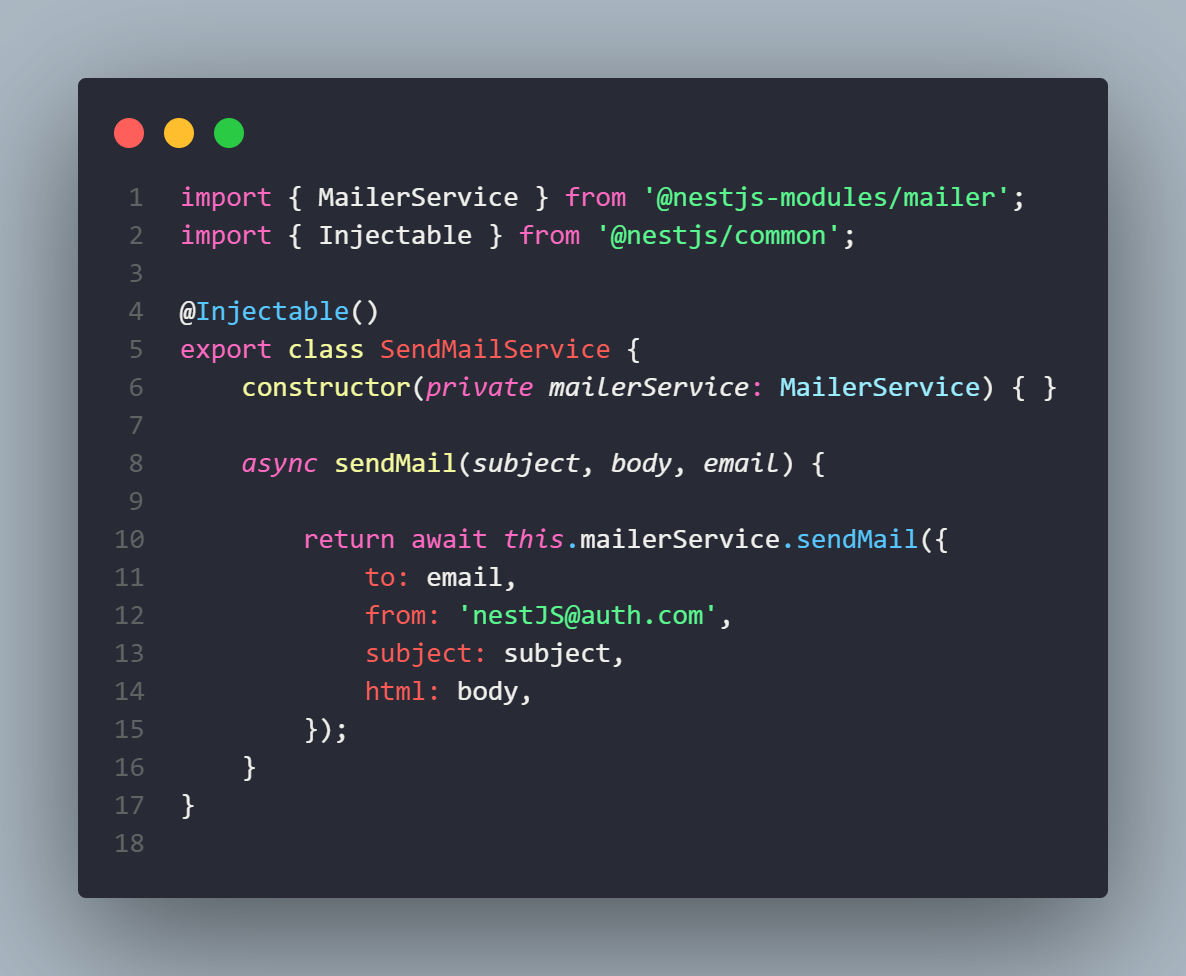 1 import { MailerService } from '@nestjs-modules/mailer';
2 import { Injectable } from '@nestjs/common';
3
4 @Injectable()
5 export class SendMailService {
6     constructor(private mailerService: MailerService) { }
7
8     async sendMail(subject, body, email) {
9
10         return await this.mailerService.sendMail({
11             to: email,
12             from: 'nestJS@auth.com',
13             subject: subject,
14             html: body,
15         });
16     }
17 }
18